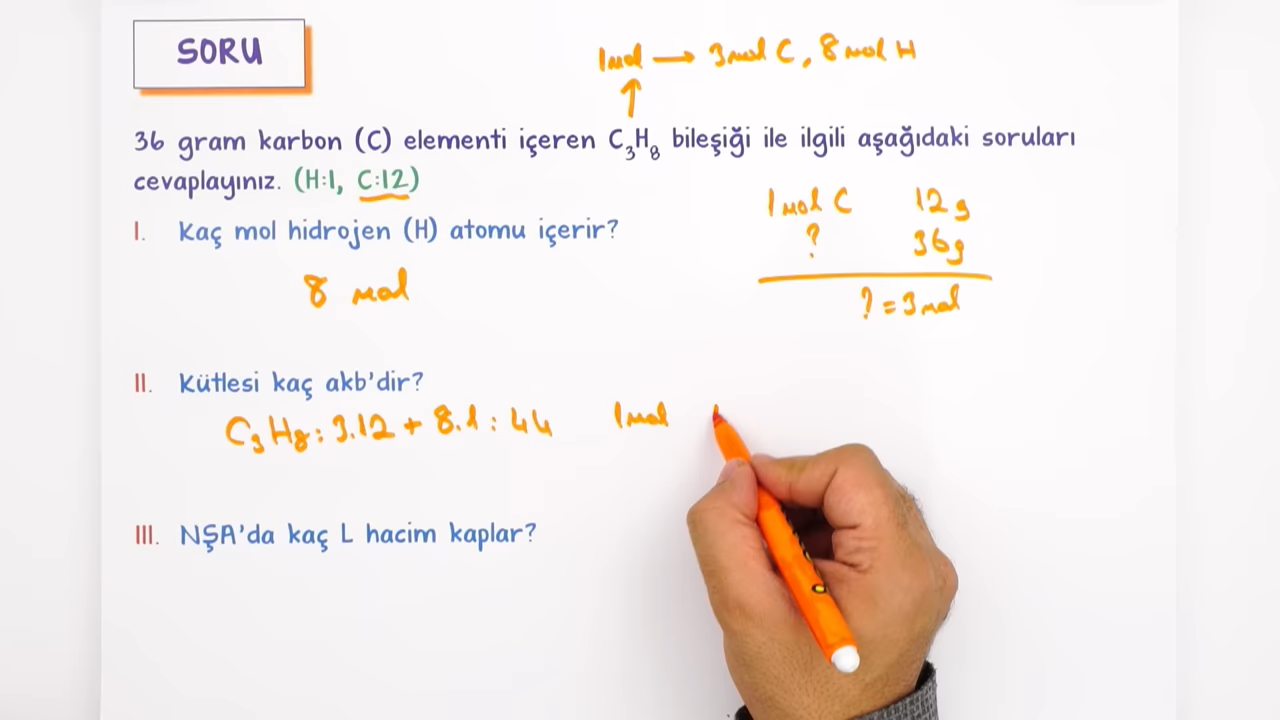 SORU
1mol → 3mol C, 8mol H
↑
36 gram karbon (C) elementi içeren C₃H₈ bileşiği ile ilgili aşağıdaki soruları
cevaplayınız. (H:1, C:12)
I. Kaç mol hidrojen (H) atomu içerir?
8 mol
1mol C 12g
? 36g
? = 3mol
II. Kütlesi kaç akb'dir?
C₃H₈: 3.12 + 8.1 : 44 1mol
III. NŞA'da kaç L hacim kaplar?